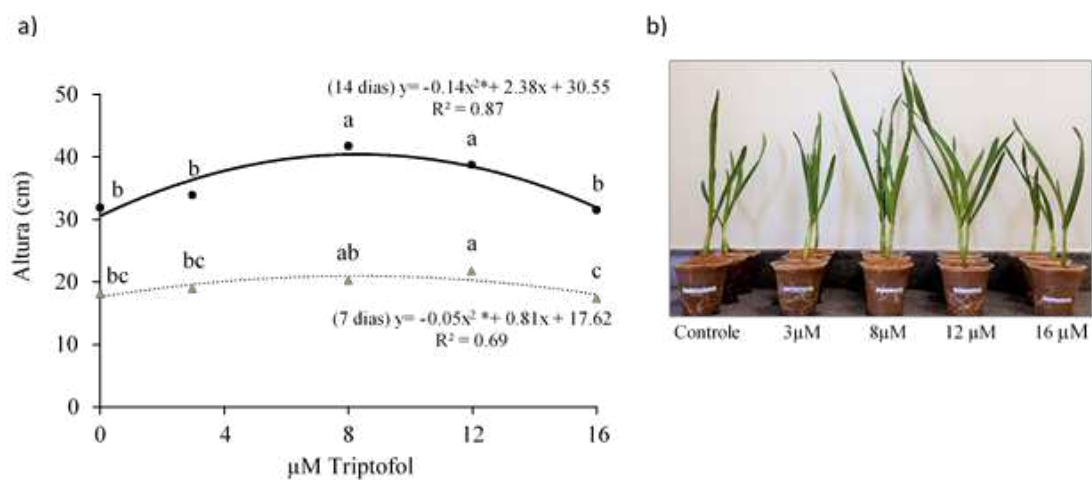 a)
(14 dias) y= -0.14x²*+ 2.38x + 30.55
R² = 0.87
50
40
30
20
10
0
Altura (cm)
b
b
a
a
b
bc
bc
ab
a
c
(7 dias) y= -0.05x² *+ 0.81x + 17.62
R² = 0.69
0
4
8
12
16
µM Triptofol
b)
Controle
3µM
8µM
12 µM
16 µM